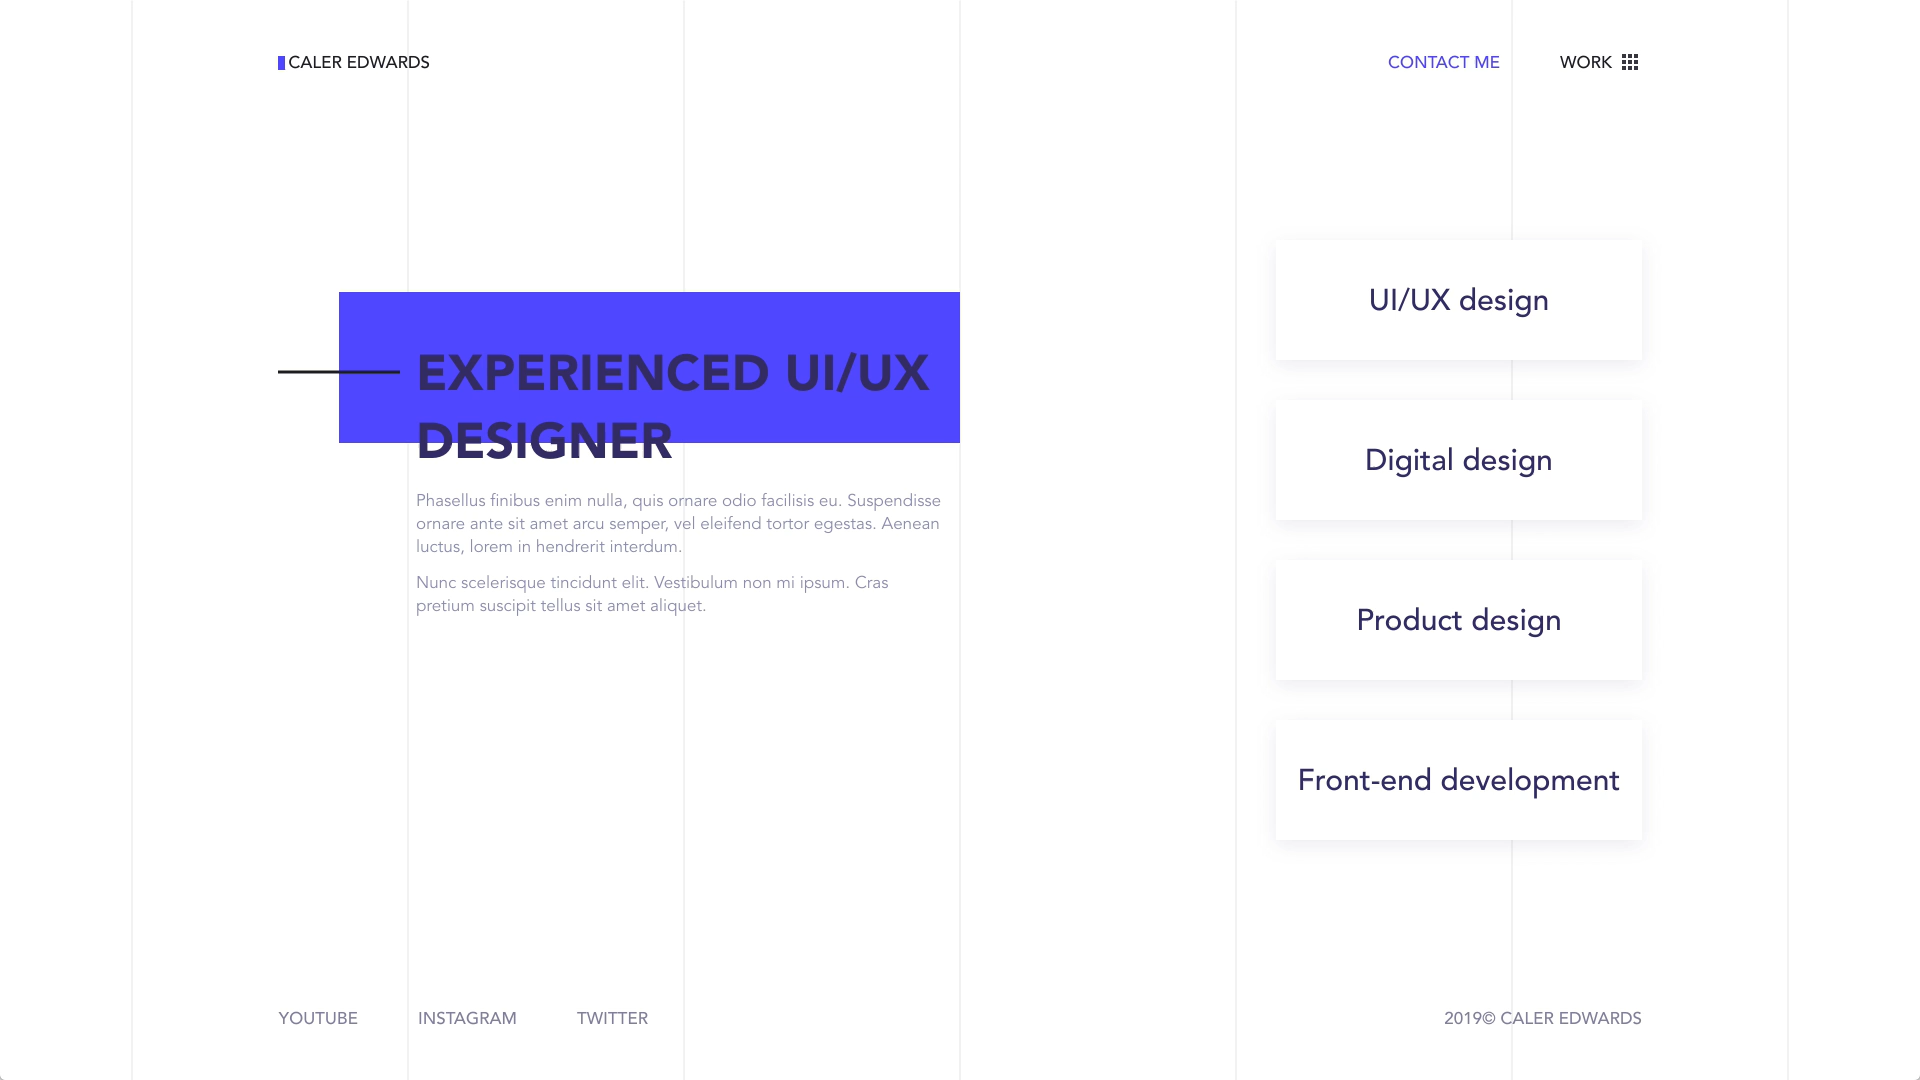 CALER EDWARDS
CONTACT ME
WORK
EXPERIENCED UI/UX
DESIGNER
Phasellus finibus enim nulla, quis ornare odio facilisis eu. Suspendisse
ornare ante sit amet arcu semper, vel eleifend tortor egestas. Aenean
luctus, lorem in hendrerit interdum.
Nunc scelerisque tincidunt elit. Vestibulum non mi ipsum. Cras
pretium suscipit tellus sit amet aliquet.
UI/UX design
Digital design
Product design
Front-end development
YOUTUBE
INSTAGRAM
TWITTER
2019© CALER EDWARDS